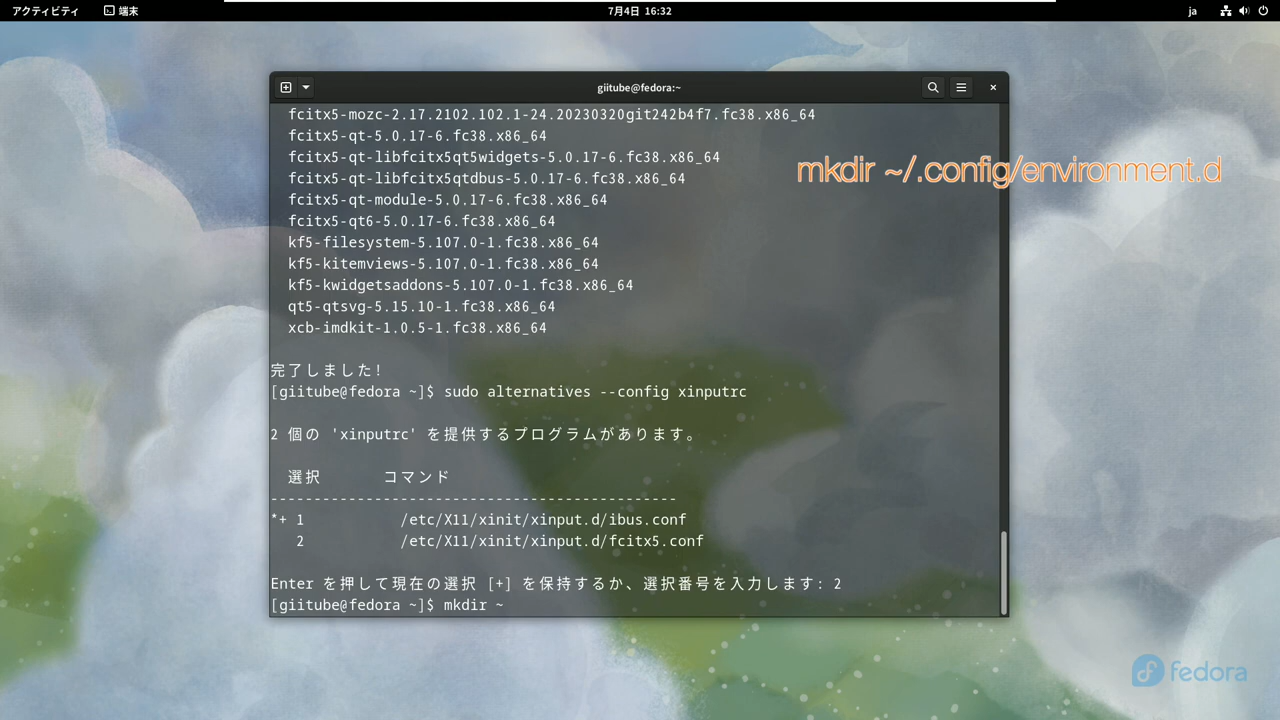 アクティビティ 端末 7月4日 16:32 ja
giitube@fedora:~
fcitx5-mozc-2.17.2102.102.1-24.20230320git242b4f7.fc38.x86_64
fcitx5-qt-5.0.17-6.fc38.x86_64
fcitx5-qt-libfcitx5qt5widgets-5.0.17-6.fc38.x86_64
mkdir ~/.config/environment.d
fcitx5-qt-libfcitx5qtdbus-5.0.17-6.fc38.x86_64
fcitx5-qt-module-5.0.17-6.fc38.x86_64
fcitx5-qt6-5.0.17-6.fc38.x86_64
kf5-filesystem-5.107.0-1.fc38.x86_64
kf5-kitemviews-5.107.0-1.fc38.x86_64
kf5-kwidgetsaddons-5.107.0-1.fc38.x86_64
qt5-qtsvg-5.15.10-1.fc38.x86_64
xcb-imdkit-1.0.5-1.fc38.x86_64
完了しました!
[giitube@fedora ~]$ sudo alternatives --config xinputrc
2 個の 'xinputrc' を提供するプログラムがあります。
選択 コマンド
-----------------------------------------------
*+ 1 /etc/X11/xinit/xinput.d/ibus.conf
2 /etc/X11/xinit/xinput.d/fcitx5.conf
Enter を押して現在の選択 [+] を保持するか、選択番号を入力します: 2
[giitube@fedora ~]$ mkdir ~
fedora